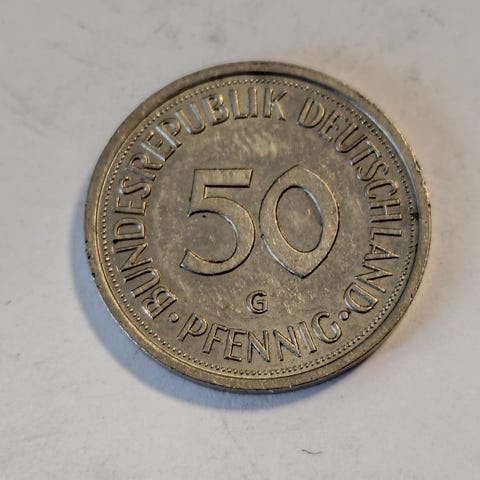 BUNDESREPUBLIK DEUTSCHLAND
50
G
· PFENNIG ·